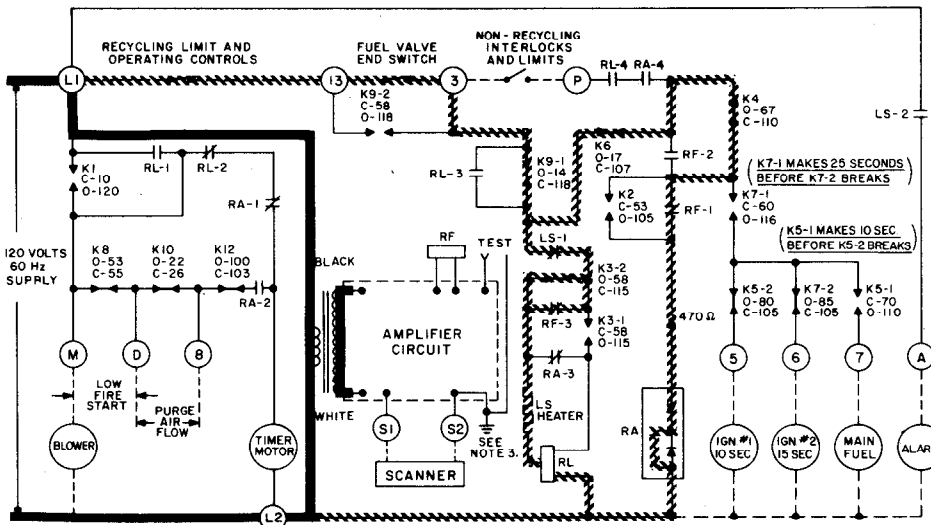 RECYCLING LIMIT AND
OPERATING CONTROLS
FUEL VALVE
END SWITCH
NON-RECYCLING
INTERLOCKS
AND LIMITS
L1
13
3
P
RL-4 RA-4
K9-2
C-58
O-118
K4
O-67
C-110
LS-2
K1
C-10
O-120
RL-1
RL-2
RA-1
RL-3
K9-1
O-14
C-118
K6
O-17
C-107
RF-2
K2
C-53
O-105
RF-1
(K7-1 MAKES 25 SECONDS
BEFORE K7-2 BREAKS)
K7-1
C-60
O-116
(K5-1 MAKES 10 SEC
BEFORE K5-2 BREAKS)
120 VOLTS
60 Hz
SUPPLY
K8
O-53
C-55
K10
O-22
C-26
K12
O-100
C-103
RA-2
BLACK
RF
TEST
LS-1
K3-2
O-58
C-115
RF-3
K3-1
C-58
O-115
AMPLIFIER
CIRCUIT
RA-3
470Ω
K5-2
O-80
C-105
K7-2
O-85
C-105
K5-1
C-70
O-110
M
D
8
5
6
7
A
LOW
FIRE
START
PURGE
AIR
FLOW
WHITE
S1
S2
SEE
NOTE 3.
LS
HEATER
RL
RA
BLOWER
TIMER
MOTOR
SCANNER
IGN #1
10 SEC
IGN #2
15 SEC
MAIN
FUEL
ALAR
L2